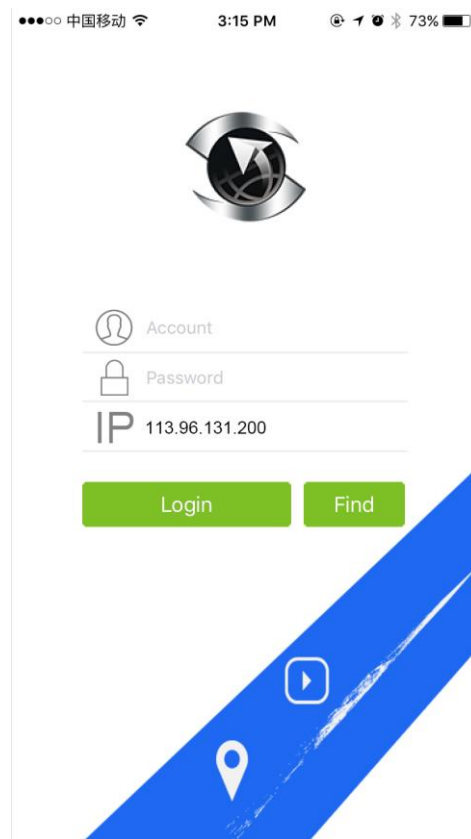 中国移动 3:15 PM 73%
Account
Password
IP 113.96.131.200
Login Find